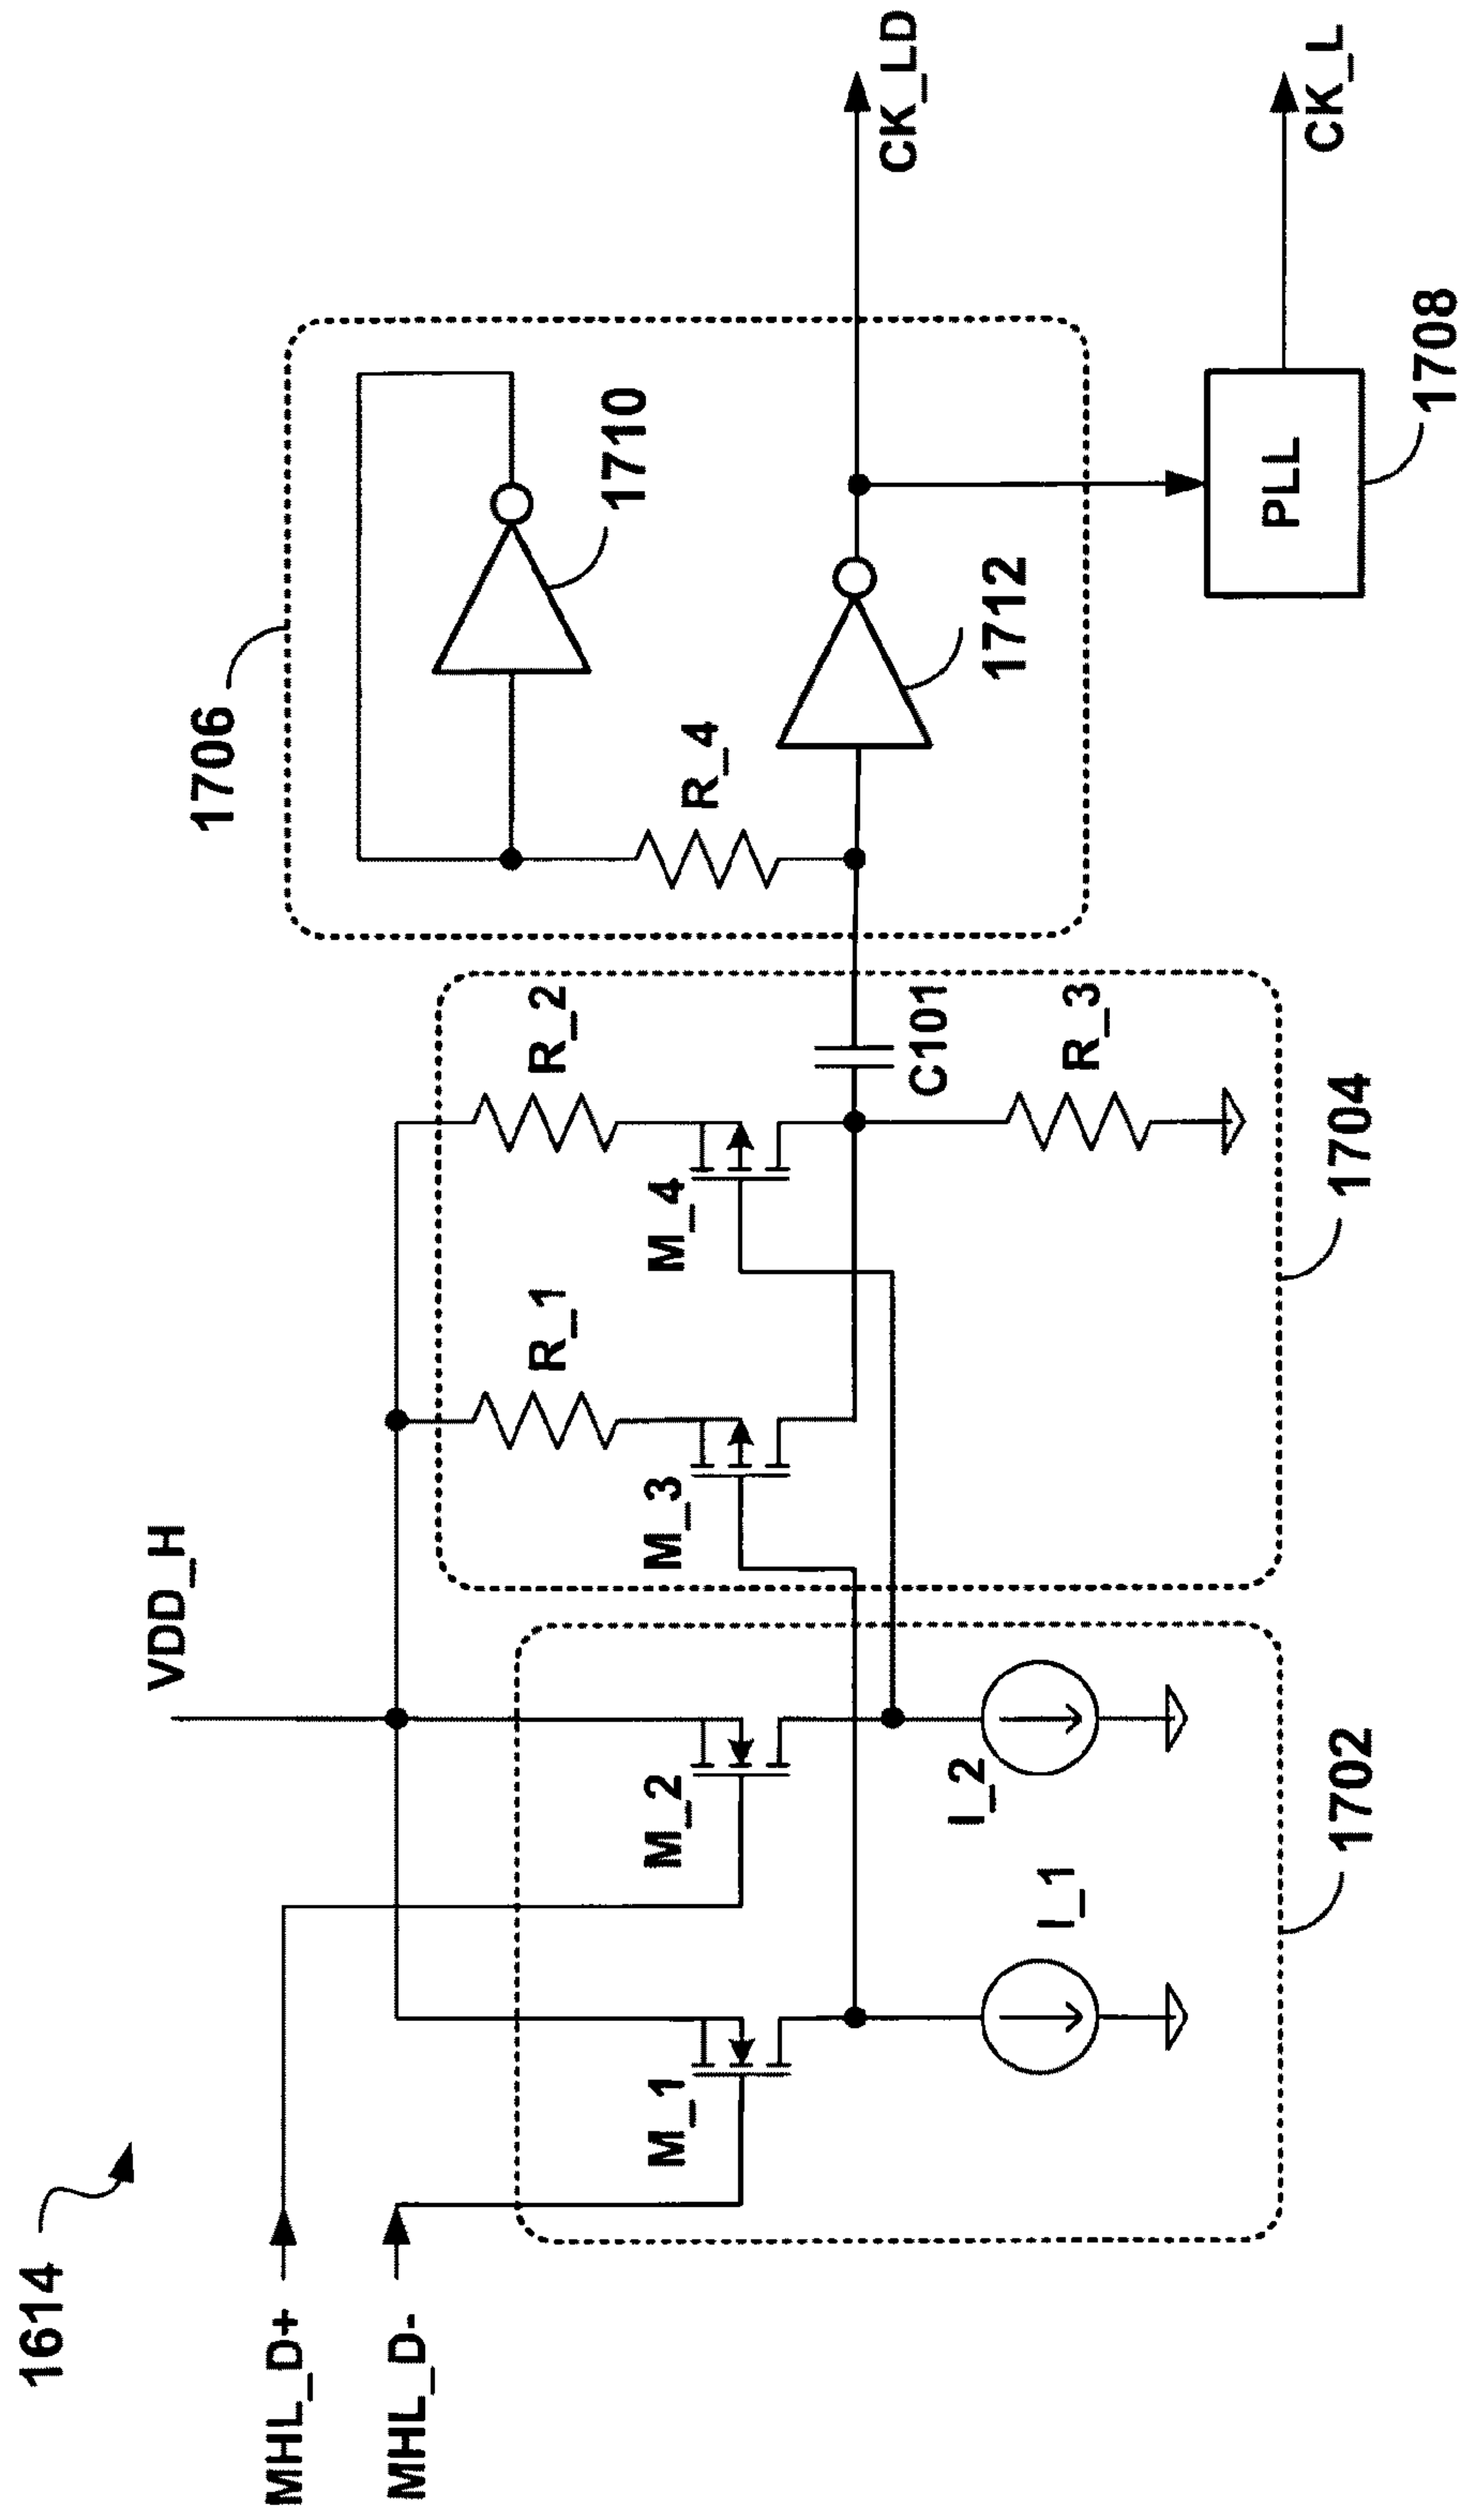 1614
MHL_D+
MHL_D-
VDD_H
M_1
M_2
I_1
I_2
1702
M_3
M_4
R_1
R_2
R_3
C101
1704
1706
R_4
1710
1712
PLL
1708
CK_LD
CK_L